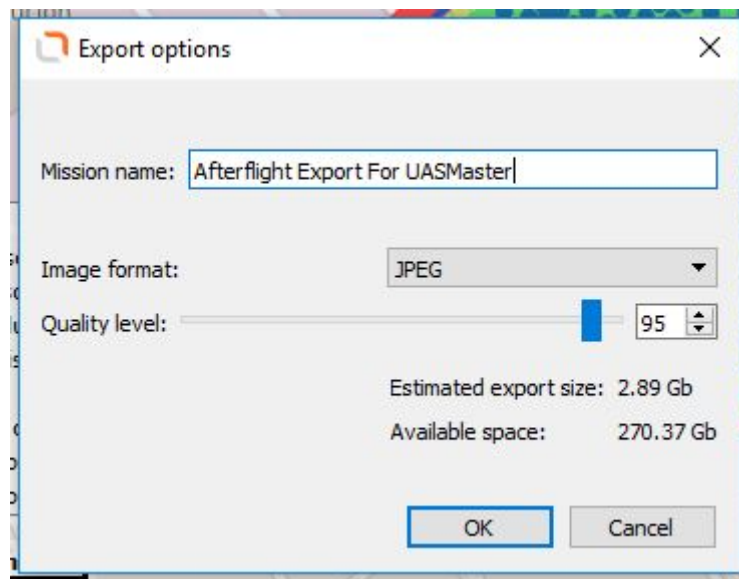 Export options
Mission name: Afterflight Export For UASMaster
Image format: JPEG
Quality level: 95
Estimated export size: 2.89 Gb
Available space: 270.37 Gb
OK Cancel